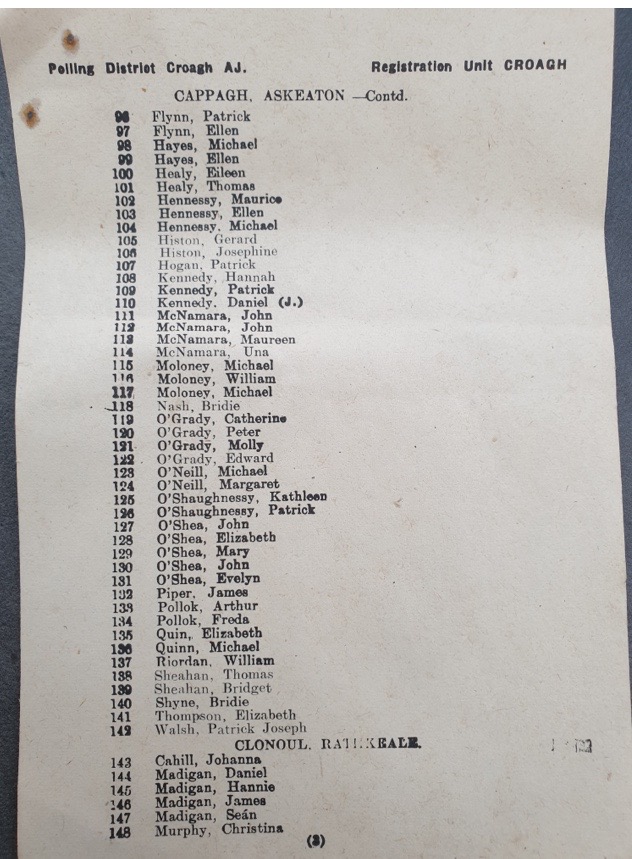 Polling District Croagh AJ. Registration Unit CROAGH
CAPPAGH, ASKEATON —Contd.
96 Flynn, Patrick
97 Flynn, Ellen
98 Hayes, Michael
99 Hayes, Ellen
100 Healy, Eileen
101 Healy, Thomas
102 Hennessy, Maurice
103 Hennessy, Ellen
104 Hennessy. Michael
105 Histon, Gerard
106 Histon, Josephine
107 Hogan, Patrick
108 Kennedy, Hannah
109 Kennedy, Patrick
110 Kennedy. Daniel (J.)
111 McNamara, John
112 McNamara, John
113 McNamara, Maureen
114 McNamara, Una
115 Moloney, Michael
116 Moloney, William
117 Moloney, Michael
118 Nash, Bridie
119 O'Grady, Catherine
120 O'Grady, Peter
121 O'Grady, Molly
122 O'Grady, Edward
123 O'Neill, Michael
124 O'Neill, Margaret
125 O'Shaughnessy, Kathleen
126 O'Shaughnessy, Patrick
127 O'Shea, John
128 O'Shea, Elizabeth
129 O'Shea, Mary
130 O'Shea, John
131 O'Shea, Evelyn
132 Piper, James
133 Pollok, Arthur
134 Pollok, Freda
135 Quin, Elizabeth
136 Quinn, Michael
137 Riordan, William
138 Sheahan, Thomas
139 Sheahan, Bridget
140 Shyne, Bridie
141 Thompson, Elizabeth
142 Walsh, Patrick Joseph
CLONOUL, RATHKEALE.
143 Cahill, Johanna
144 Madigan, Daniel
145 Madigan, Hannie
146 Madigan, James
147 Madigan, Seán
148 Murphy, Christina
(3)